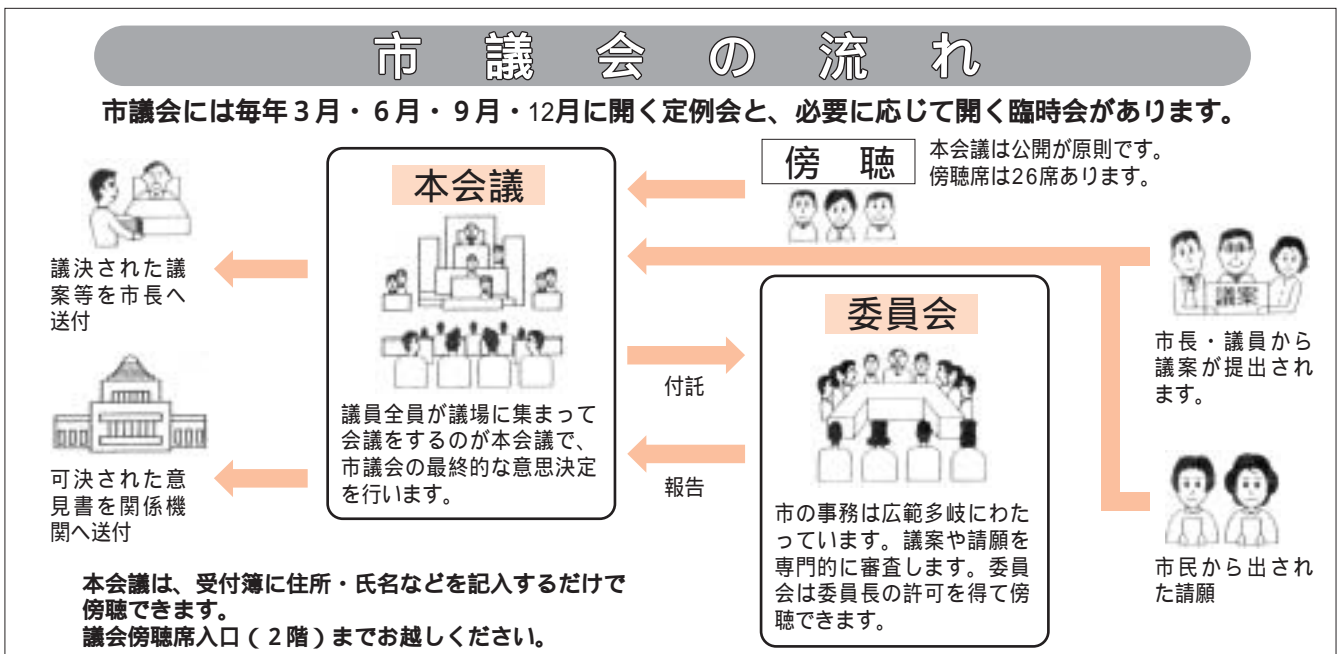 市議会の流れ
市議会には毎年3月・6月・9月・12月に開く定例会と、必要に応じて開く臨時会があります。
傍聴
本会議は公開が原則です。
傍聴席は26席あります。
本会議
議員全員が議場に集まって
会議をするのが本会議で、
市議会の最終的な意思決定
を行います。
議決された議
案等を市長へ
送付
可決された意
見書を関係機
関へ送付
付託
報告
委員会
市の事務は広範多岐にわた
っています。議案や請願を
専門的に審査します。委員
会は委員長の許可を得て傍
聴できます。
議案
市長・議員から
議案が提出され
ます。
市民から出され
た請願
本会議は、受付簿に住所・氏名などを記入するだけで
傍聴できます。
議会傍聴席入口(2階)までお越しください。